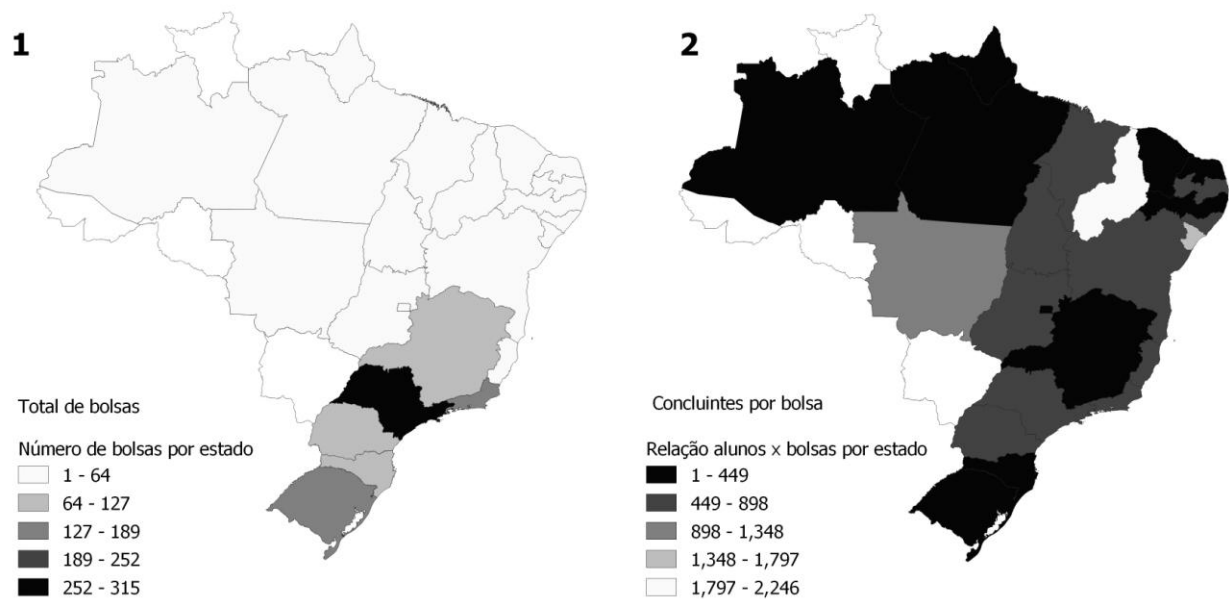 1
Total de bolsas
Número de bolsas por estado
1 - 64
64 - 127
127 - 189
189 - 252
252 - 315
2
Concluintes por bolsa
Relação alunos x bolsas por estado
1 - 449
449 - 898
898 - 1,348
1,348 - 1,797
1,797 - 2,246